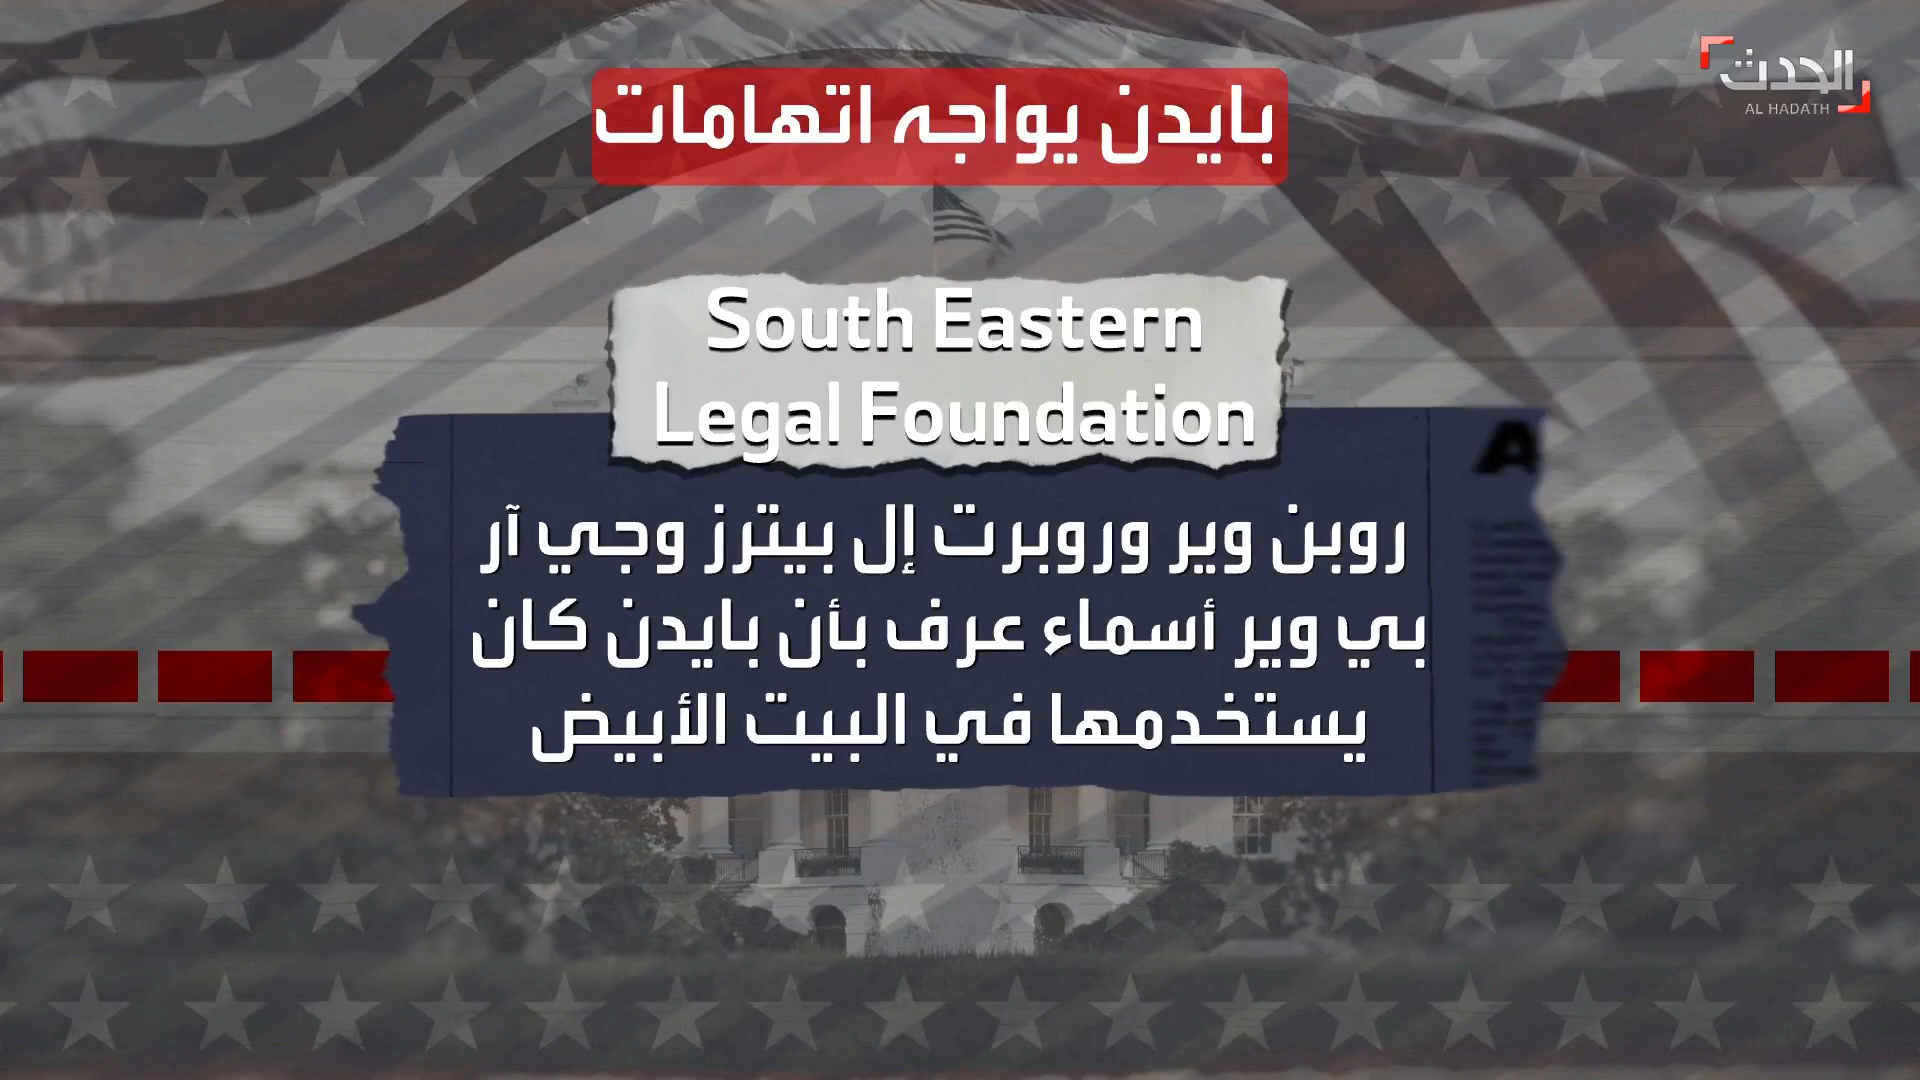 الحدث
AL HADATH
بايدن يواجه اتهامات
South Eastern
Legal Foundation
روبن وير وروبرت إل بيترز وجي آر
بي وير أسماء عرف بأن بايدن كان
يستخدمها في البيت الأبيض
A